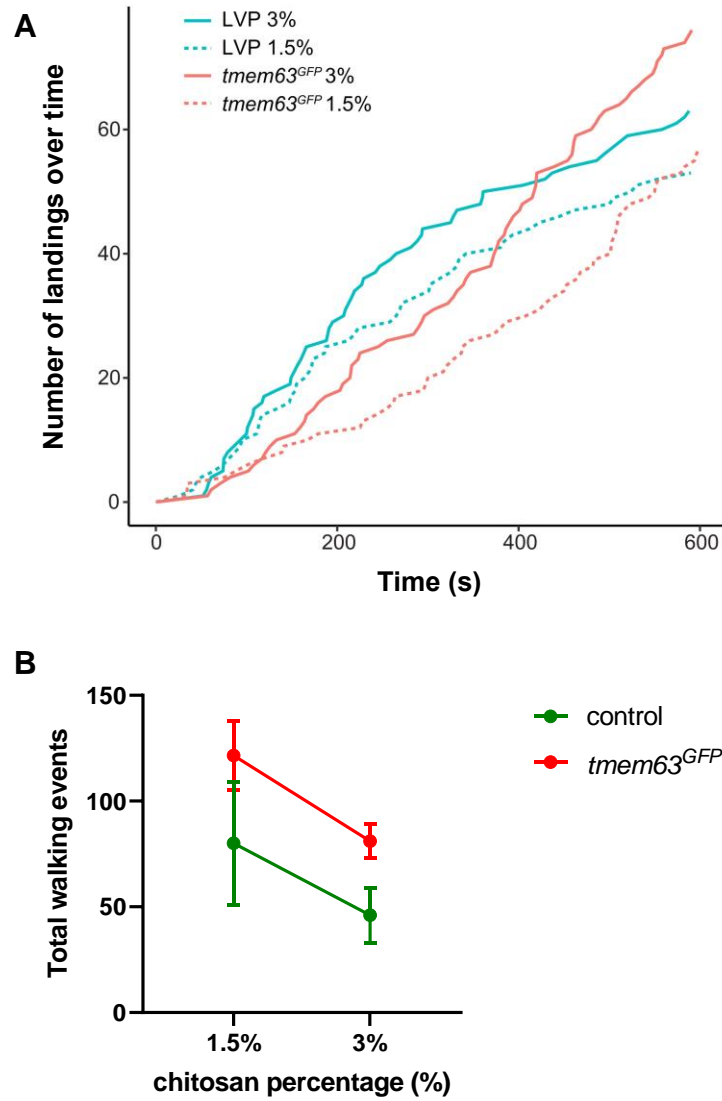 A
LVP 3%
LVP 1.5%
tmem63GFP 3%
tmem63GFP 1.5%
Number of landings over time
60
40
20
0
0 200 400 600
Time (s)
B
150
100
50
0
Total walking events
1.5% 3%
chitosan percentage (%)
control
tmem63GFP